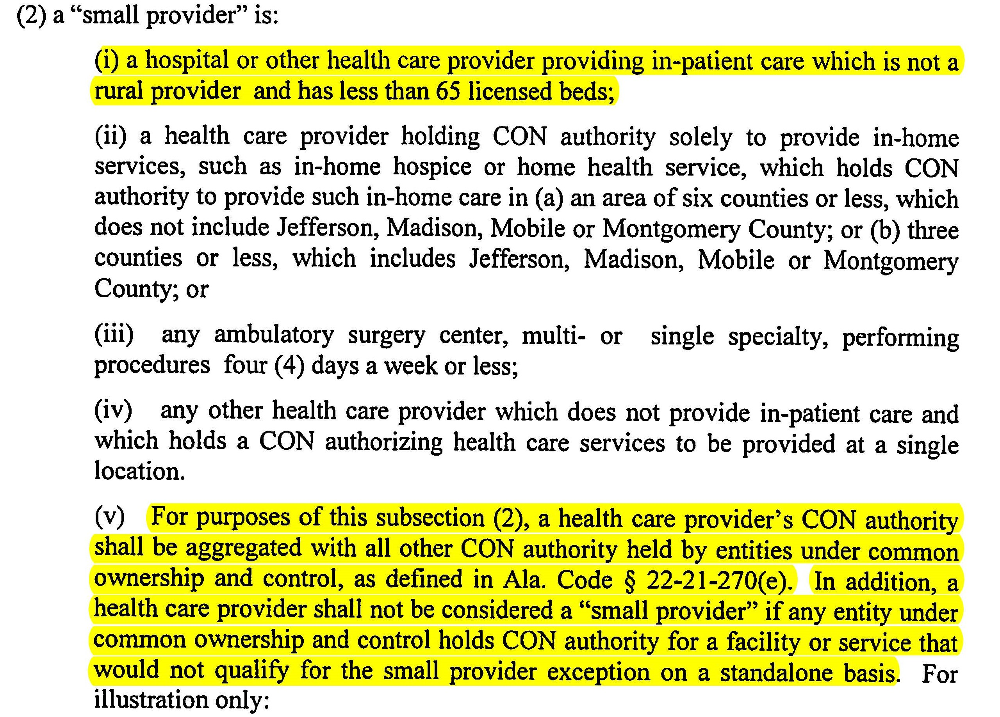 (2) a “small provider” is:
(i) a hospital or other health care provider providing in-patient care which is not a
rural provider and has less than 65 licensed beds;
(ii) a health care provider holding CON authority solely to provide in-home
services, such as in-home hospice or home health service, which holds CON
authority to provide such in-home care in (a) an area of six counties or less, which
does not include Jefferson, Madison, Mobile or Montgomery County; or (b) three
counties or less, which includes Jefferson, Madison, Mobile or Montgomery
County; or
(iii) any ambulatory surgery center, multi- or single specialty, performing
procedures four (4) days a week or less;
(iv) any other health care provider which does not provide in-patient care and
which holds a CON authorizing health care services to be provided at a single
location.
(v) For purposes of this subsection (2), a health care provider’s CON authority
shall be aggregated with all other CON authority held by entities under common
ownership and control, as defined in Ala. Code § 22-21-270(e). In addition, a
health care provider shall not be considered a “small provider” if any entity under
common ownership and control holds CON authority for a facility or service that
would not qualify for the small provider exception on a standalone basis. For
illustration only: